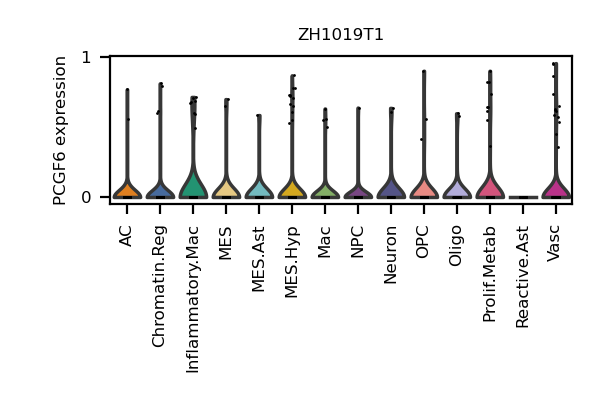 ZH1019T1
PCGF6 expression
1
0
AC
Chromatin.Reg
Inflammatory.Mac
MES
MES.Ast
MES.Hyp
Mac
NPC
Neuron
OPC
Oligo
Prolif.Metab
Reactive.Ast
Vasc